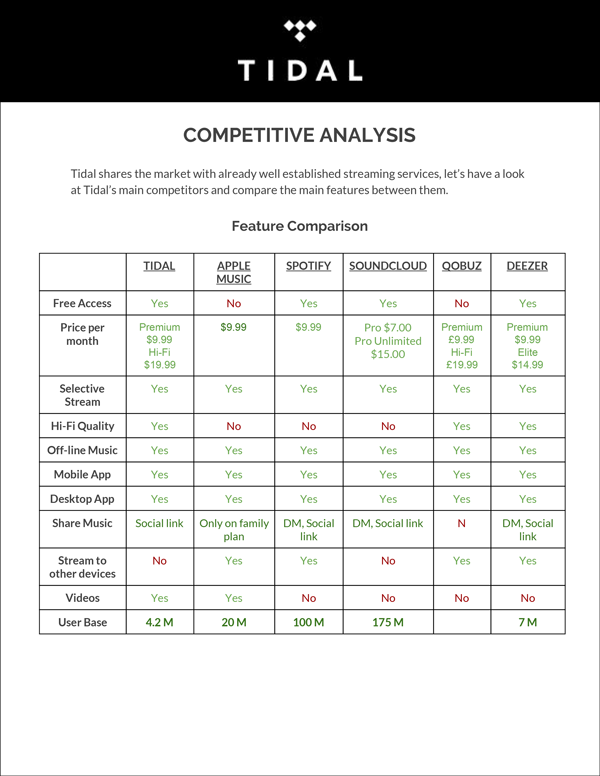 TIDAL
COMPETITIVE ANALYSIS
Tidal shares the market with already well established streaming services, let’s have a look
at Tidal’s main competitors and compare the main features between them.
Feature Comparison
TIDAL APPLE MUSIC SPOTIFY SOUNDCLOUD QOBUZ DEEZER
Free Access Yes No Yes Yes No Yes
Price per month Premium $9.99 Hi-Fi $19.99 $9.99 $9.99 Pro $7.00 Pro Unlimited $15.00 Premium £9.99 Hi-Fi £19.99 Premium $9.99 Elite $14.99
Selective Stream Yes Yes Yes Yes Yes Yes
Hi-Fi Quality Yes No No No Yes Yes
Off-line Music Yes Yes Yes Yes Yes Yes
Mobile App Yes Yes Yes Yes Yes Yes
Desktop App Yes Yes Yes Yes Yes Yes
Share Music Social link Only on family plan DM, Social link DM, Social link N DM, Social link
Stream to other devices No Yes Yes No Yes Yes
Videos Yes Yes No No No No
User Base 4.2 M 20 M 100 M 175 M 7 M